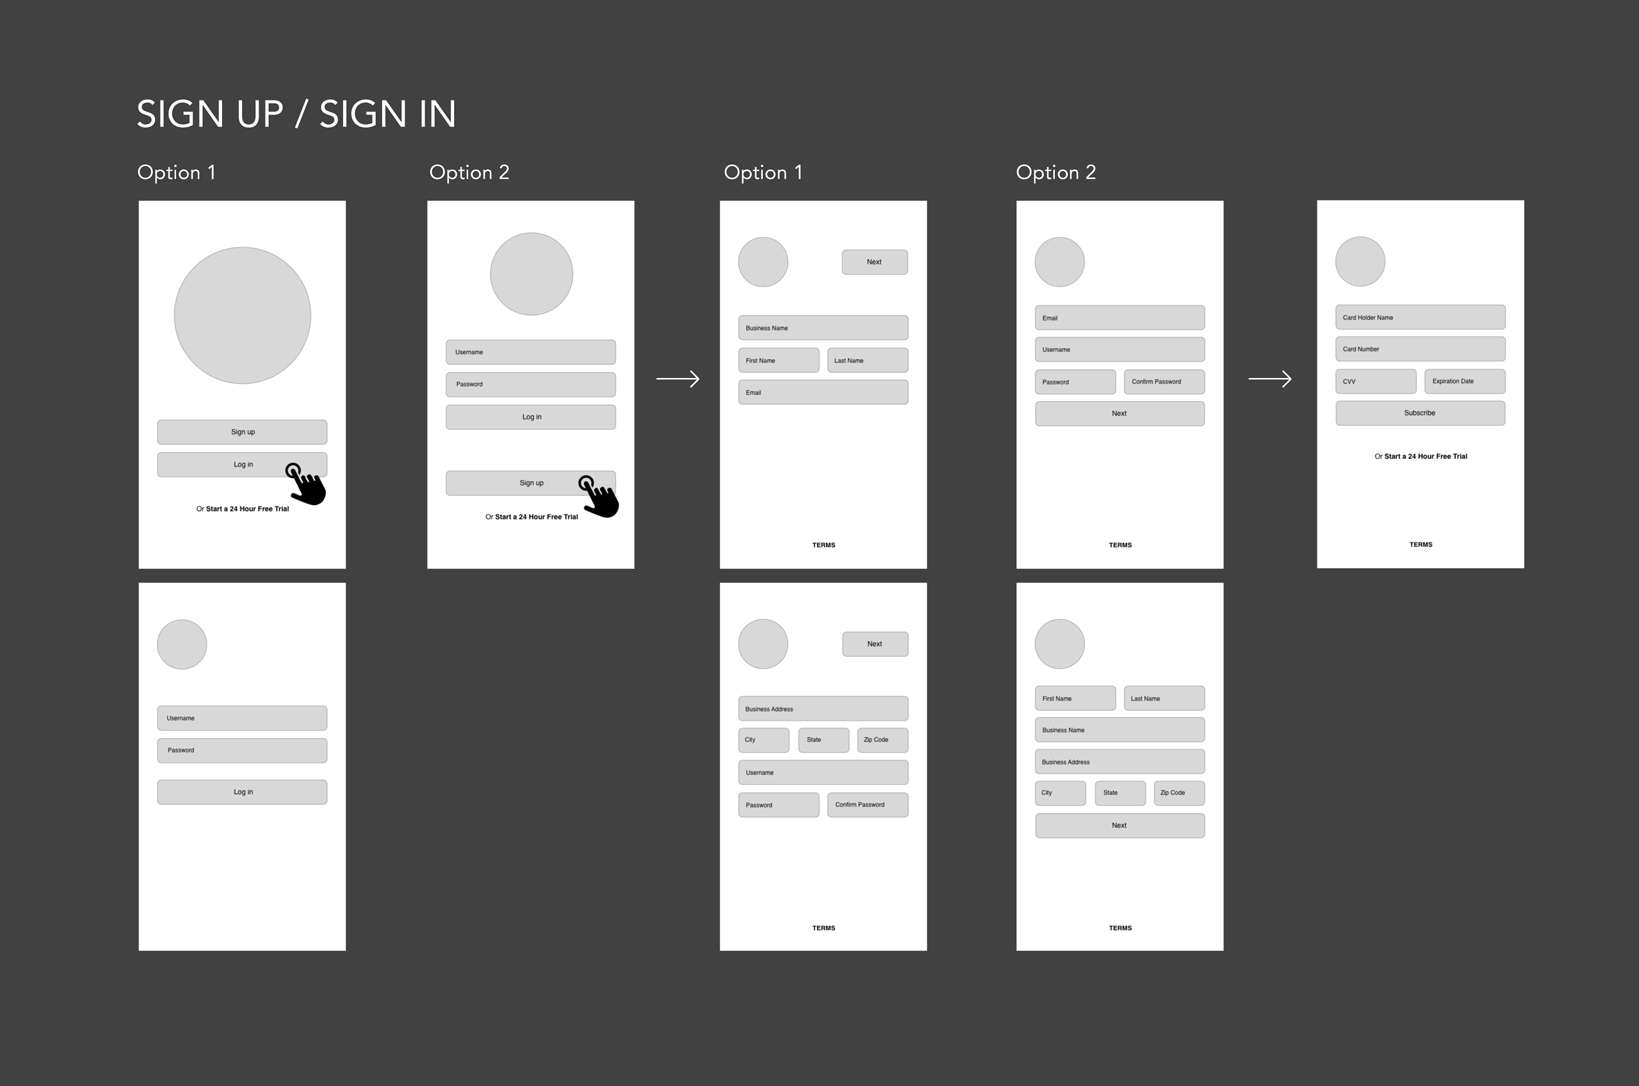 SIGN UP / SIGN IN
Option 1
Option 2
Option 1
Option 2
Sign up
Log in
Or Start a 24 Hour Free Trial
Username
Password
Log in
Sign up
Or Start a 24 Hour Free Trial
Next
Business Name
First Name Last Name
Email
TERMS
Email
Username
Password Confirm Password
Next
TERMS
Card Holder Name
Card Number
CVV Expiration Date
Subscribe
Or Start a 24 Hour Free Trial
TERMS
Username
Password
Log in
Next
Business Address
City State Zip Code
Username
Password Confirm Password
TERMS
First Name Last Name
Business Name
Business Address
City State Zip Code
Next
TERMS